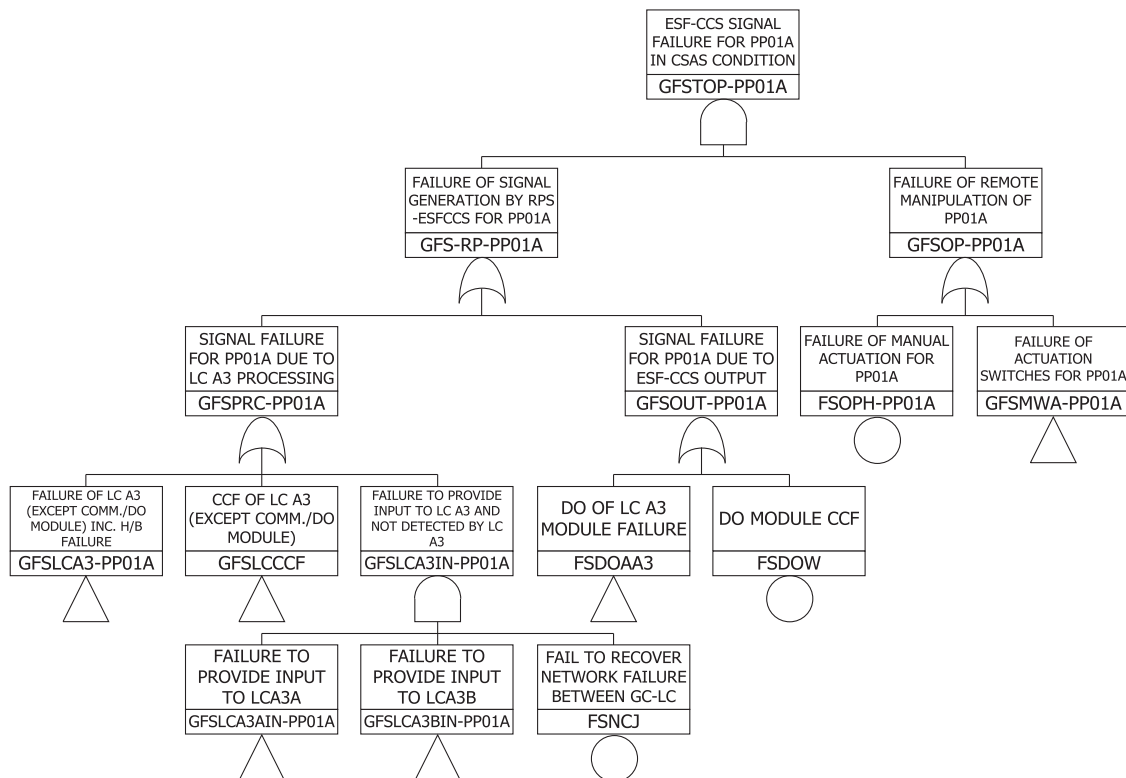 ESF-CCS SIGNAL
FAILURE FOR PP01A
IN CSAS CONDITION
GFSTOP-PP01A
FAILURE OF SIGNAL
GENERATION BY RPS
-ESFCCS FOR PP01A
GFS-RP-PP01A
FAILURE OF REMOTE
MANIPULATION OF
PP01A
GFSOP-PP01A
SIGNAL FAILURE
FOR PP01A DUE TO
LC A3 PROCESSING
GFSPRC-PP01A
SIGNAL FAILURE
FOR PP01A DUE TO
ESF-CCS OUTPUT
GFSOUT-PP01A
FAILURE OF MANUAL
ACTUATION FOR
PP01A
FSOPH-PP01A
FAILURE OF
ACTUATION
SWITCHES FOR PP01A
GFSMWA-PP01A
FAILURE OF LC A3
(EXCEPT COMM./DO
MODULE) INC. H/B
FAILURE
GFSLCA3-PP01A
CCF OF LC A3
(EXCEPT COMM./DO
MODULE)
GFSLCCCF
FAILURE TO PROVIDE
INPUT TO LC A3 AND
NOT DETECTED BY LC
A3
GFSLCA3IN-PP01A
DO OF LC A3
MODULE FAILURE
FSDOAA3
DO MODULE CCF
FSDOW
FAILURE TO
PROVIDE INPUT
TO LCA3A
GFSLCA3AIN-PP01A
FAILURE TO
PROVIDE INPUT
TO LCA3B
GFSLCA3BIN-PP01A
FAIL TO RECOVER
NETWORK FAILURE
BETWEEN GC-LC
FSNCJ